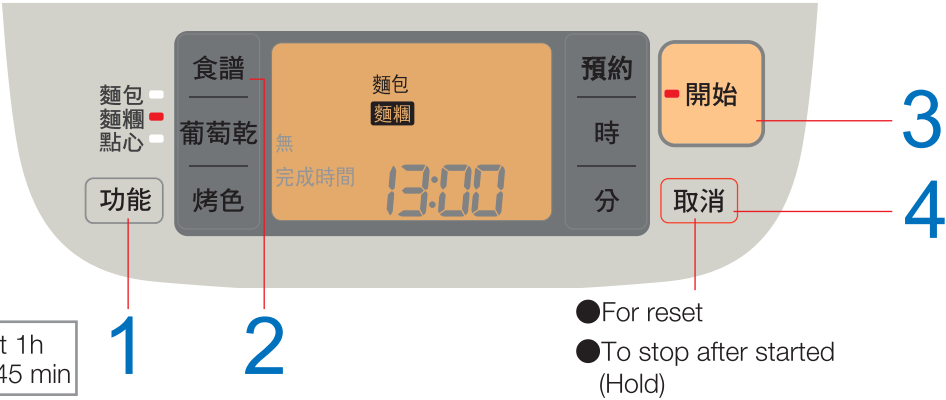 麵包
麵糰
點心
功能
食譜
葡萄乾
烤色
麵包
麵糰
無
完成時間
13:00
預約
時
分
開始
取消
1
2
3
4
t 1h
45 min
●For reset
●To stop after started
(Hold)